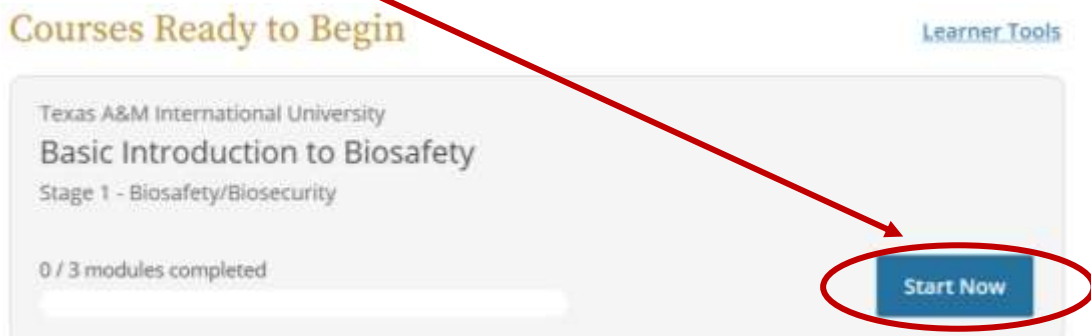 Courses Ready to Begin
Learner Tools
Texas A&M International University
Basic Introduction to Biosafety
Stage 1 - Biosafety/Biosecurity
0 / 3 modules completed
Start Now